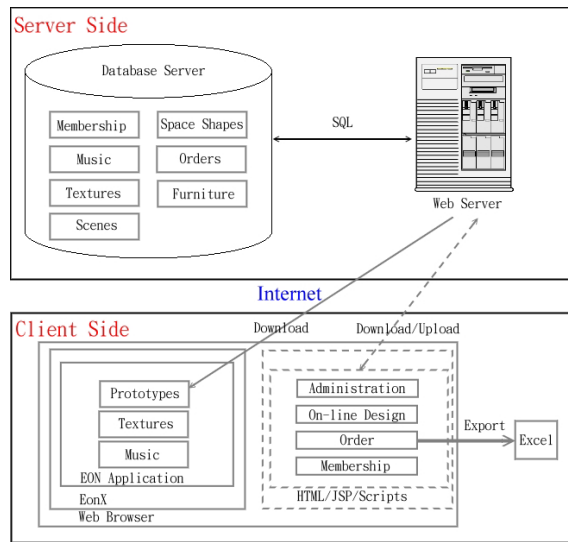 Server Side
Database Server
Membership
Space Shapes
Music
Orders
Textures
Furniture
Scenes
SQL
Web Server
Internet
Client Side
Download
Download/Upload
Prototypes
Textures
Music
EON Application
EonX
Web Browser
Administration
On-line Design
Order
Membership
HTML/JSP/Scripts
Export
Excel